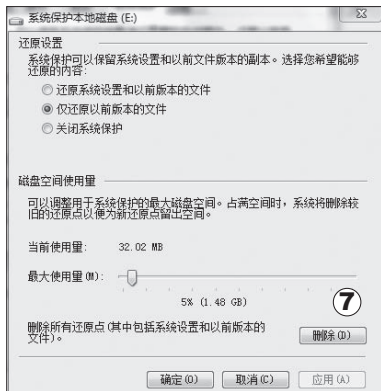 系统保护本地磁盘 (E:)
还原设置
系统保护可以保留系统设置和以前文件版本的副本。选择您希望能够
还原的内容:
还原系统设置和以前版本的文件
仅还原以前版本的文件
关闭系统保护
磁盘空间使用量
可以调整用于系统保护的最大磁盘空间。占满空间时，系统将删除较
旧的还原点以便为新还原点留出空间。
当前使用量: 32.02 MB
最大使用量(M):
5% (1.48 GB)
7
删除所有还原点(其中包括系统设置和以前版本的
文件)。
删除(D)
确定(O) 取消(C) 应用(A)